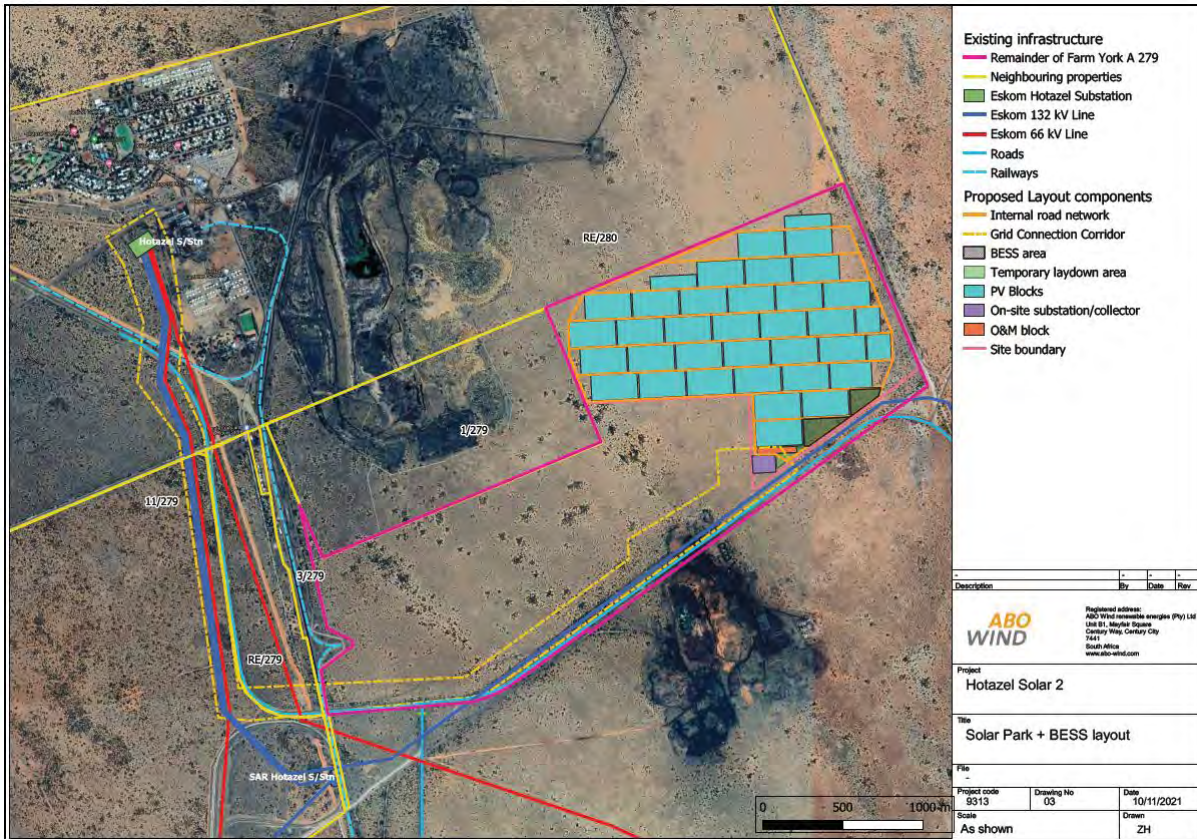 Hotazel S/Stn
RE/280
1/279
11/279
3/279
RE/279
SAR Hotazel S/Stn
0 500 1000 m
Existing infrastructure
Remainder of Farm York A 279
Neighbouring properties
Eskom Hotazel Substation
Eskom 132 kV Line
Eskom 66 kV Line
Roads
Railways
Proposed Layout components
Internal road network
Grid Connection Corridor
BESS area
Temporary laydown area
PV Blocks
On-site substation/collector
O&M block
Site boundary
- - - -
Description By Date Rev
ABO
WIND
Registered address:
ABO Wind renewable energies (Pty) Ltd
Unit B1, Mayfair Square
Century Way, Century City
7441
South Africa
www.abo-wind.com
Project
Hotazel Solar 2
Title
Solar Park + BESS layout
File
-
Project code Drawing No Date
9313 03 10/11/2021
Scale Drawn
As shown ZH